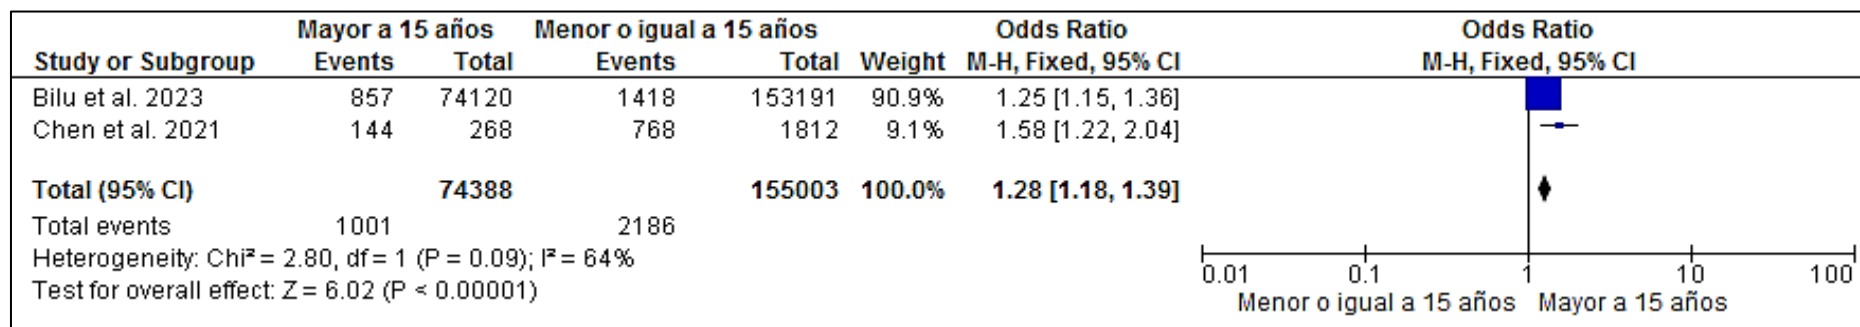 Mayor a 15 años Menor o igual a 15 años Odds Ratio Odds Ratio
Study or Subgroup Events Total Events Total Weight M-H, Fixed, 95% CI M-H, Fixed, 95% CI
Bilu et al. 2023 857 74120 1418 153191 90.9% 1.25 [1.15, 1.36]
Chen et al. 2021 144 268 768 1812 9.1% 1.58 [1.22, 2.04]
Total (95% CI) 74388 155003 100.0% 1.28 [1.18, 1.39]
Total events 1001 2186
Heterogeneity: Chi² = 2.80, df = 1 (P = 0.09); I² = 64%
Test for overall effect: Z = 6.02 (P < 0.00001)
0.01 0.1 1 10 100
Menor o igual a 15 años Mayor a 15 años